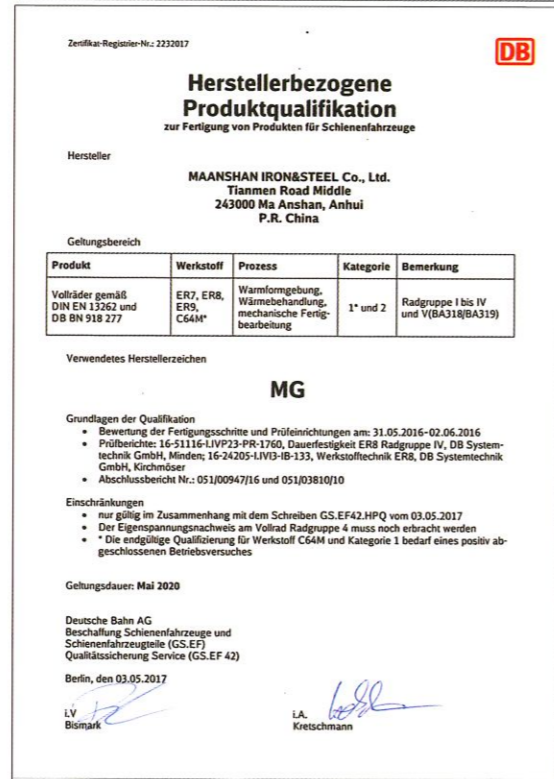 Zertifikat-Registrier-Nr.: 2232017
DB
Herstellerbezogene
Produktqualifikation
zur Fertigung von Produkten für Schienenfahrzeuge
Hersteller
MAANSHAN IRON&STEEL Co., Ltd.
Tianmen Road Middle
243000 Ma Anshan, Anhui
P.R. China
Geltungsbereich
Produkt Werkstoff Prozess Kategorie Bemerkung
Vollräder gemäß
DIN EN 13262 und
DB BN 918 277
ER7, ER8,
ER9,
C64M*
Warmformgebung,
Wärmebehandlung,
mechanische Fertig-
bearbeitung
1* und 2
Radgruppe I bis IV
und V(BA318/BA319)
Verwendetes Herstellerzeichen
MG
Grundlagen der Qualifikation
• Bewertung der Fertigungsschritte und Prüfeinrichtungen am: 31.05.2016-02.06.2016
• Prüfberichte: 16-51116-I.IVP23-PR-1760, Dauerfestigkeit ER8 Radgruppe IV, DB System-
technik GmbH, Minden; 16-24205-I.IVI3-IB-133, Werkstofftechnik ER8, DB Systemtechnik
GmbH, Kirchmöser
• Abschlussbericht Nr.: 051/00947/16 und 051/03810/10
Einschränkungen
• nur gültig im Zusammenhang mit dem Schreiben GS.EF42.HPQ vom 03.05.2017
• Der Eigenspannungsnachweis am Vollrad Radgruppe 4 muss noch erbracht werden
• * Die endgültige Qualifizierung für Werkstoff C64M und Kategorie 1 bedarf eines positiv ab-
geschlossenen Betriebsversuches
Geltungsdauer: Mai 2020
Deutsche Bahn AG
Beschaffung Schienenfahrzeuge und
Schienenfahrzeugteile (GS.EF)
Qualitätssicherung Service (GS.EF 42)
Berlin, den 03.05.2017
i.V
Bismark
i.A.
Kretschmann